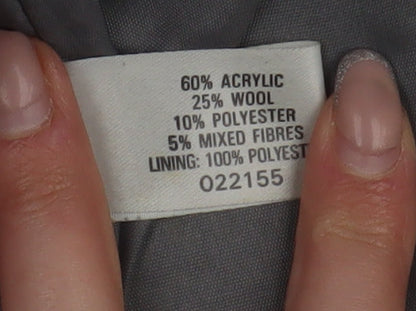 60% ACRYLIC
25% WOOL
10% POLYESTER
5% MIXED FIBRES
LINING: 100% POLYEST
022155